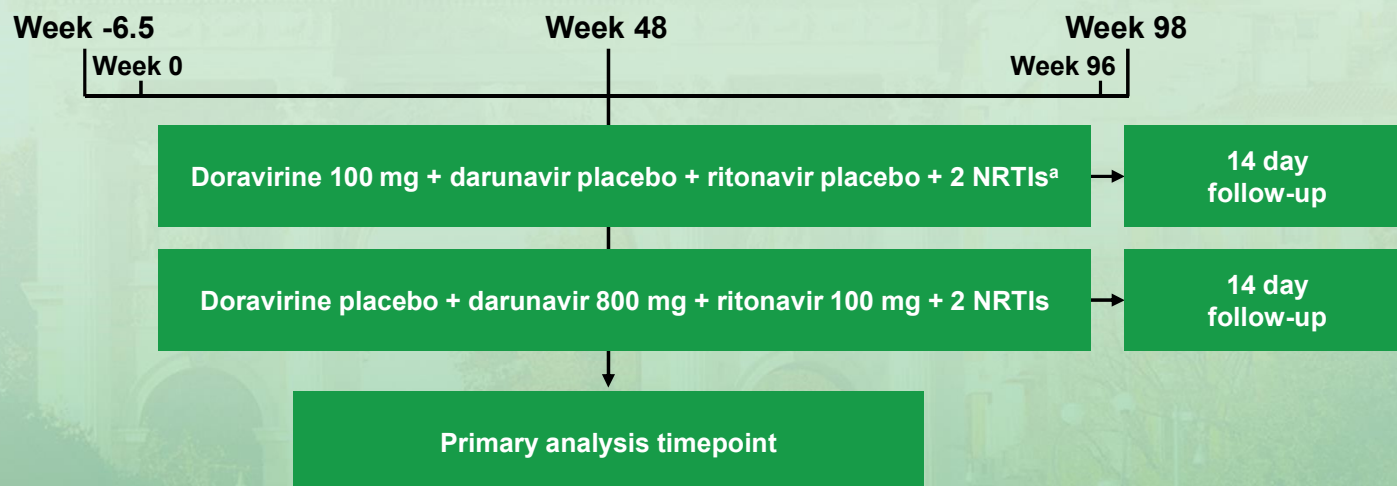 Week -6.5
Week 48
Week 98
Week 0
Week 96
Doravirine 100 mg + darunavir placebo + ritonavir placebo + 2 NRTIsᵃ
14 day
follow-up
Doravirine placebo + darunavir 800 mg + ritonavir 100 mg + 2 NRTIs
14 day
follow-up
Primary analysis timepoint